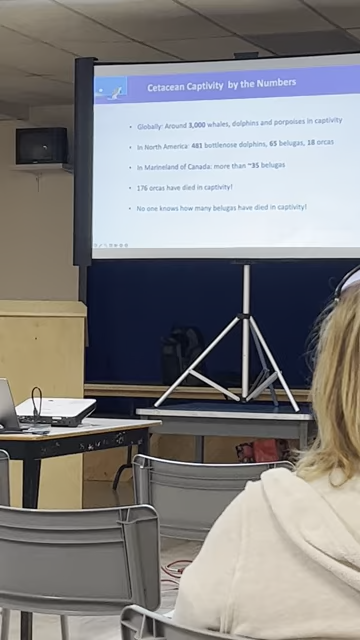 Cetacean Captivity by the Numbers
• Globally: Around 3,000 whales, dolphins and porpoises in captivity
• In North America: 481 bottlenose dolphins, 65 belugas, 18 orcas
• In Marineland of Canada: more than ~35 belugas
• 176 orcas have died in captivity!
• No one knows how many belugas have died in captivity!